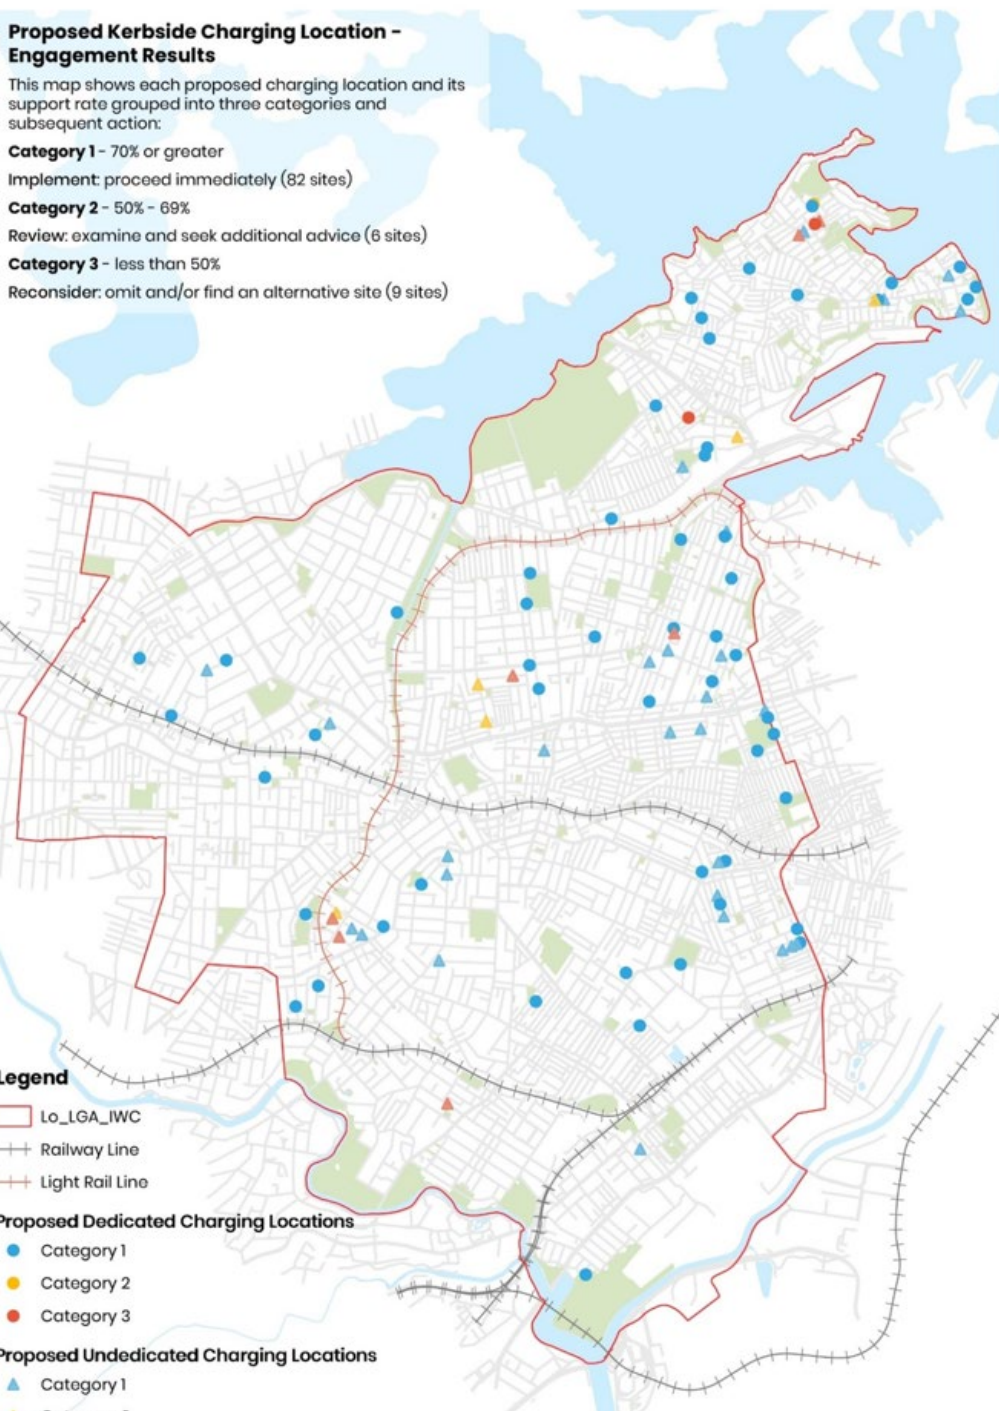 Proposed Kerbside Charging Location -
Engagement Results
This map shows each proposed charging location and its
support rate grouped into three categories and
subsequent action:
Category 1 - 70% or greater
Implement: proceed immediately (82 sites)
Category 2 - 50% - 69%
Review: examine and seek additional advice (6 sites)
Category 3 - less than 50%
Reconsider: omit and/or find an alternative site (9 sites)
Legend
Lo_LGA_IWC
Railway Line
Light Rail Line
Proposed Dedicated Charging Locations
Category 1
Category 2
Category 3
Proposed Undedicated Charging Locations
Category 1